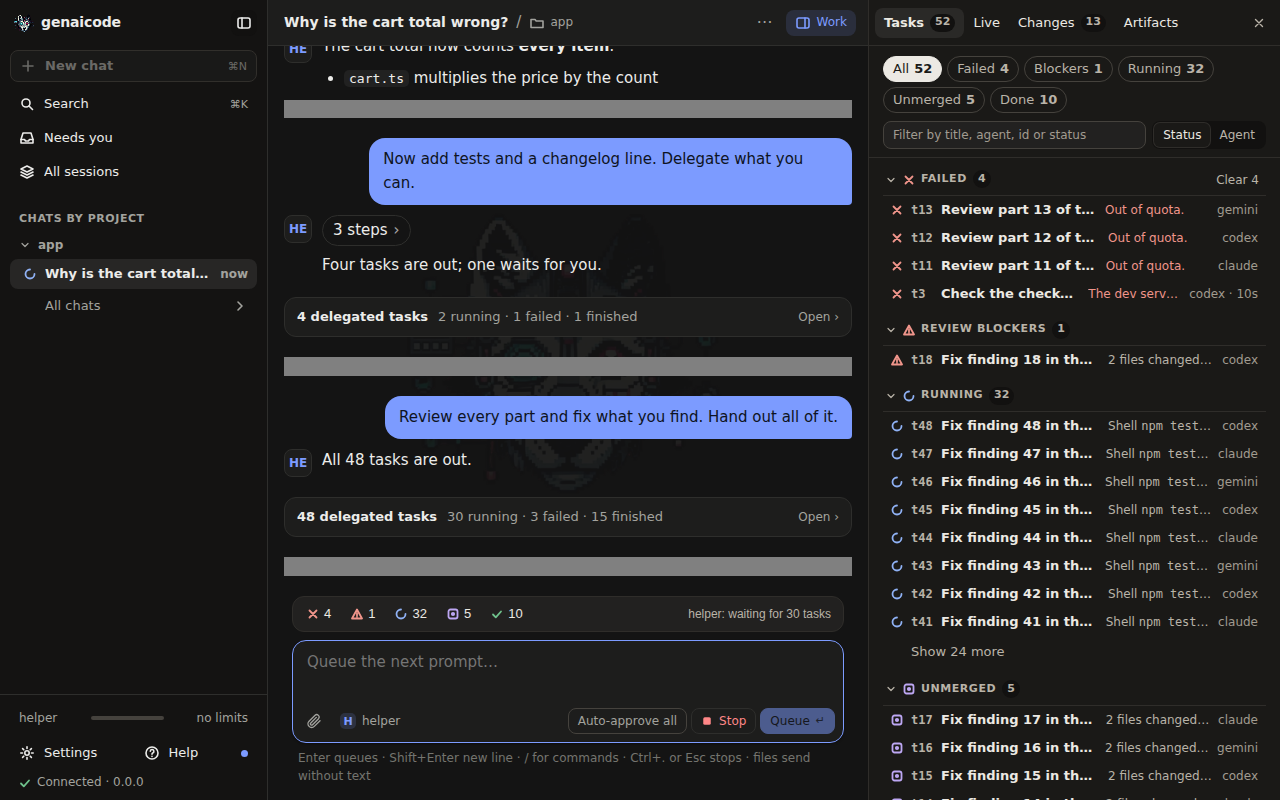 genaicode
New chat ⌘N
Search ⌘K
Needs you
All sessions
CHATS BY PROJECT
app
Why is the cart total... now
All chats
helper no limits
Settings Help
Connected · 0.0.0
Why is the cart total wrong? / app ··· Work
HE The cart total now counts every item.
• cart.ts multiplies the price by the count
Now add tests and a changelog line. Delegate what you
can.
HE 3 steps ›
Four tasks are out; one waits for you.
4 delegated tasks 2 running · 1 failed · 1 finished Open ›
Review every part and fix what you find. Hand out all of it.
HE All 48 tasks are out.
48 delegated tasks 30 running · 3 failed · 15 finished Open ›
4 1 32 5 10 helper: waiting for 30 tasks
Queue the next prompt...
H helper Auto-approve all Stop Queue ↵
Enter queues · Shift+Enter new line · / for commands · Ctrl+. or Esc stops · files send
without text
Tasks 52 Live Changes 13 Artifacts
All 52 Failed 4 Blockers 1 Running 32
Unmerged 5 Done 10
Filter by title, agent, id or status Status Agent
FAILED 4 Clear 4
t13 Review part 13 of t... Out of quota. gemini
t12 Review part 12 of t... Out of quota. codex
t11 Review part 11 of t... Out of quota. claude
t3 Check the check... The dev serv... codex · 10s
REVIEW BLOCKERS 1
t18 Fix finding 18 in th... 2 files changed... codex
RUNNING 32
t48 Fix finding 48 in th... Shell npm test... codex
t47 Fix finding 47 in th... Shell npm test... claude
t46 Fix finding 46 in th... Shell npm test... gemini
t45 Fix finding 45 in th... Shell npm test... codex
t44 Fix finding 44 in th... Shell npm test... claude
t43 Fix finding 43 in th... Shell npm test... gemini
t42 Fix finding 42 in th... Shell npm test... codex
t41 Fix finding 41 in th... Shell npm test... claude
Show 24 more
UNMERGED 5
t17 Fix finding 17 in th... 2 files changed... claude
t16 Fix finding 16 in th... 2 files changed... gemini
t15 Fix finding 15 in th... 2 files changed... codex